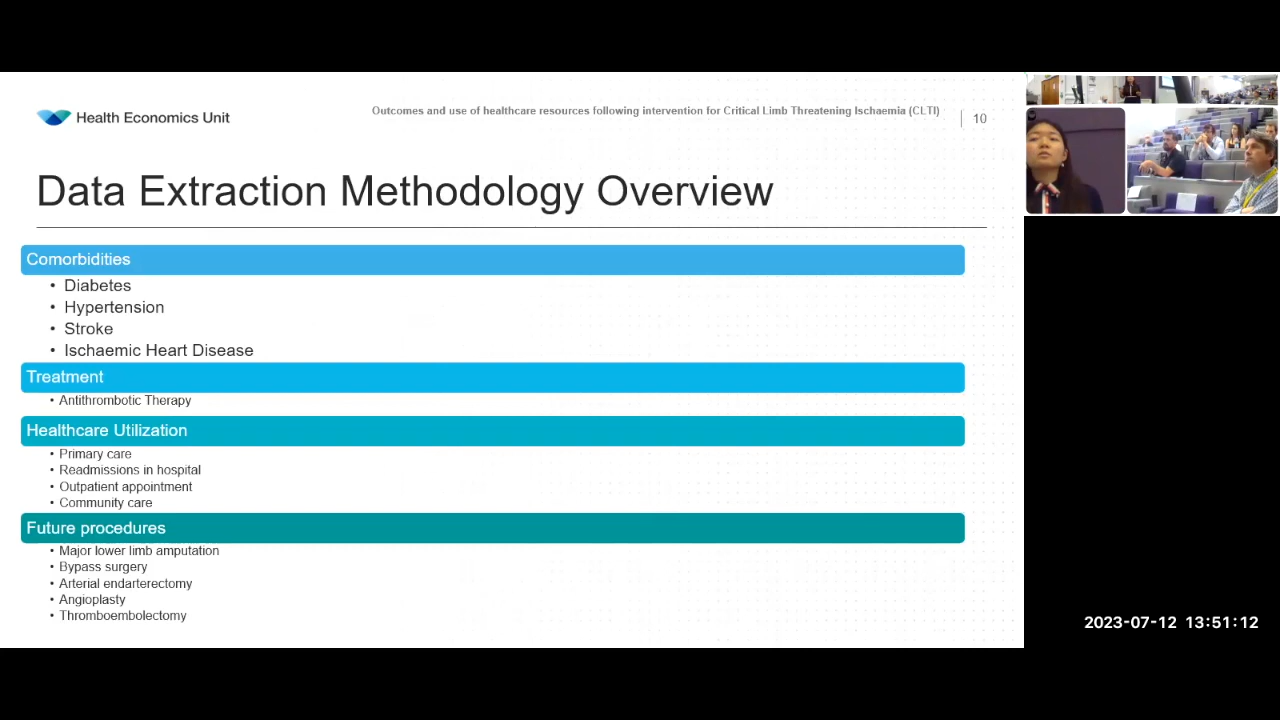 Health Economics Unit
Outcomes and use of healthcare resources following intervention for Critical Limb Threatening Ischaemia (CLTI)
10
Data Extraction Methodology Overview
Comorbidities
• Diabetes
• Hypertension
• Stroke
• Ischaemic Heart Disease
Treatment
• Antithrombotic Therapy
Healthcare Utilization
• Primary care
• Readmissions in hospital
• Outpatient appointment
• Community care
Future procedures
• Major lower limb amputation
• Bypass surgery
• Arterial endarterectomy
• Angioplasty
• Thromboembolectomy
2023-07-12 13:51:12